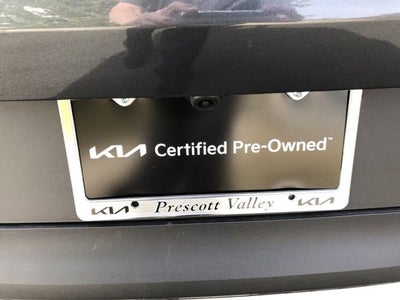 KIA Certified Pre-Owned™
KIA Prescott Valley KIA